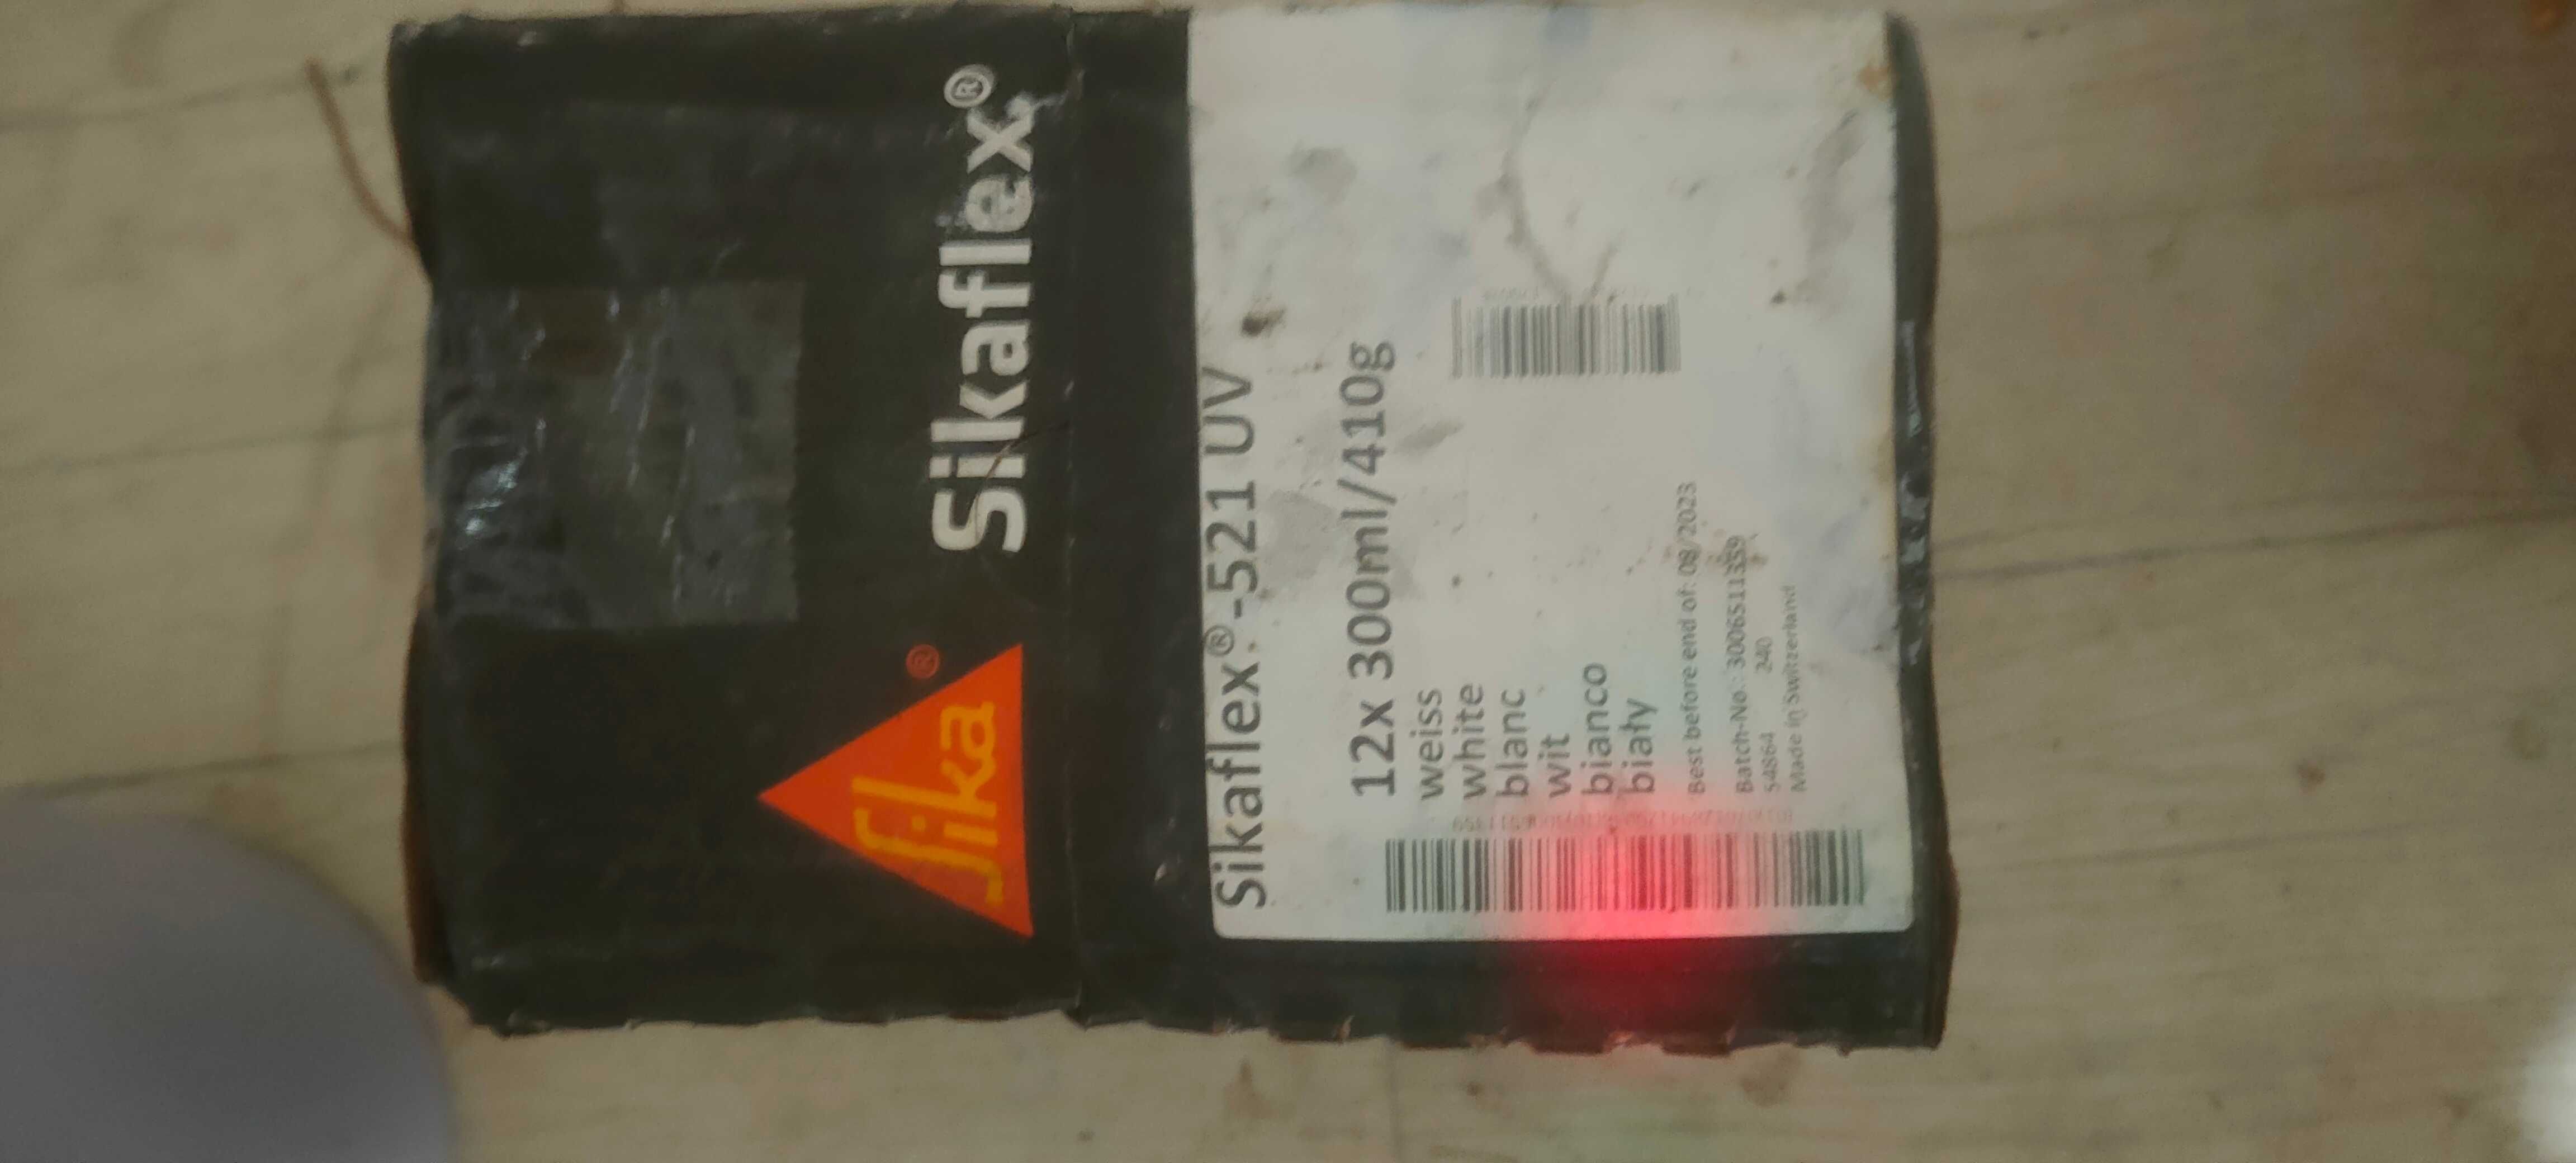 Sika®
Sikaflex®
Sikaflex®-521 UV
12x 300ml/410g
weiss
white
blanc
wit
bianco
biały
Best before end of: 08/2023
Batch-No.: 3006511359
54864 240
Made in Switzerland